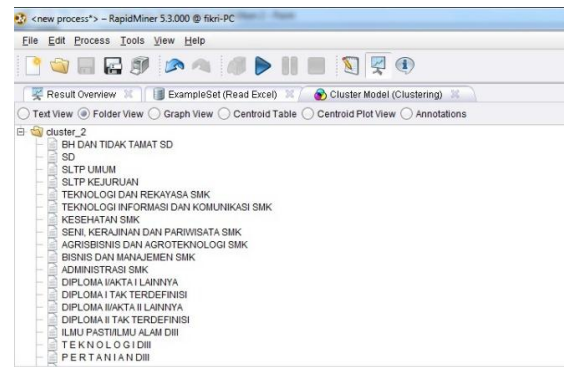 <new process*> – RapidMiner 5.3.000 @ fikri-PC
File Edit Process Tools View Help
Result Overview ExampleSet (Read Excel) Cluster Model (Clustering)
Text View Folder View Graph View Centroid Table Centroid Plot View Annotations
cluster_2
BH DAN TIDAK TAMAT SD
SD
SLTP UMUM
SLTP KEJURUAN
TEKNOLOGI DAN REKAYASA SMK
TEKNOLOGI INFORMASI DAN KOMUNIKASI SMK
KESEHATAN SMK
SENI, KERAJINAN DAN PARIWISATA SMK
AGRISBISNIS DAN AGROTEKNOLOGI SMK
BISNIS DAN MANAJEMEN SMK
ADMINISTRASI SMK
DIPLOMA I/AKTA I LAINNYA
DIPLOMA I TAK TERDEFINISI
DIPLOMA II/AKTA II LAINNYA
DIPLOMA II TAK TERDEFINISI
ILMU PASTI/ILMU ALAM DIII
T E K N O L O G I DIII
P E R T A N I A N DIII